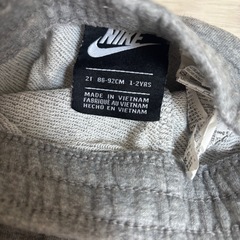 NIKE
2T 86-92CM 1-2YRS
MADE IN VIETNAM
FABRIQUÉ AU VIETNAM
HECHO EN VIETNAM